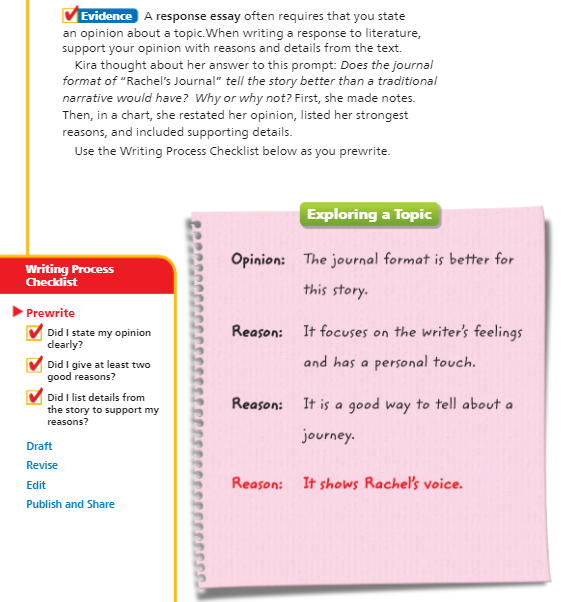 Evidence A response essay often requires that you state
an opinion about a topic.When writing a response to literature,
support your opinion with reasons and details from the text.
Kira thought about her answer to this prompt: Does the journal
format of “Rachel’s Journal” tell the story better than a traditional
narrative would have? Why or why not? First, she made notes.
Then, in a chart, she restated her opinion, listed her strongest
reasons, and included supporting details.
Use the Writing Process Checklist below as you prewrite.
Writing Process
Checklist
Prewrite
Did I state my opinion
clearly?
Did I give at least two
good reasons?
Did I list details from
the story to support my
reasons?
Draft
Revise
Edit
Publish and Share
Exploring a Topic
Opinion: The journal format is better for
this story.
Reason: It focuses on the writer’s feelings
and has a personal touch.
Reason: It is a good way to tell about a
journey.
Reason: It shows Rachel’s voice.